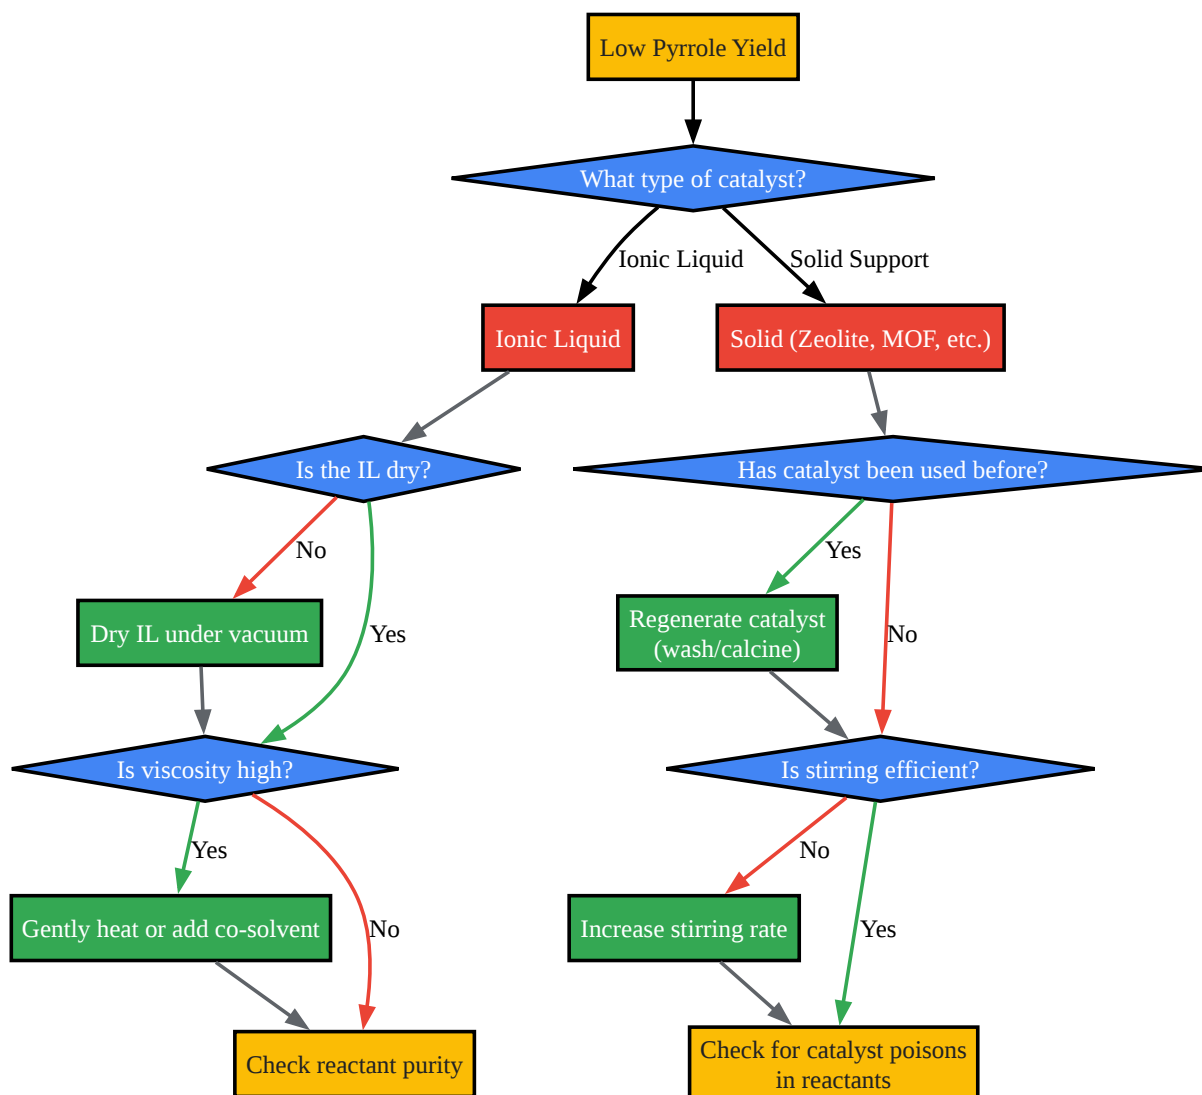 Low Pyrrole Yield
What type of catalyst?
Ionic Liquid
Solid Support
Ionic Liquid
Solid (Zeolite, MOF, etc.)
Is the IL dry?
Has catalyst been used before?
No
Yes
Dry IL under vacuum
Yes
Regenerate catalyst
(wash/calcine)
No
Is viscosity high?
Is stirring efficient?
Yes
No
Gently heat or add co-solvent
No
Increase stirring rate
Yes
Check reactant purity
Check for catalyst poisons
in reactants